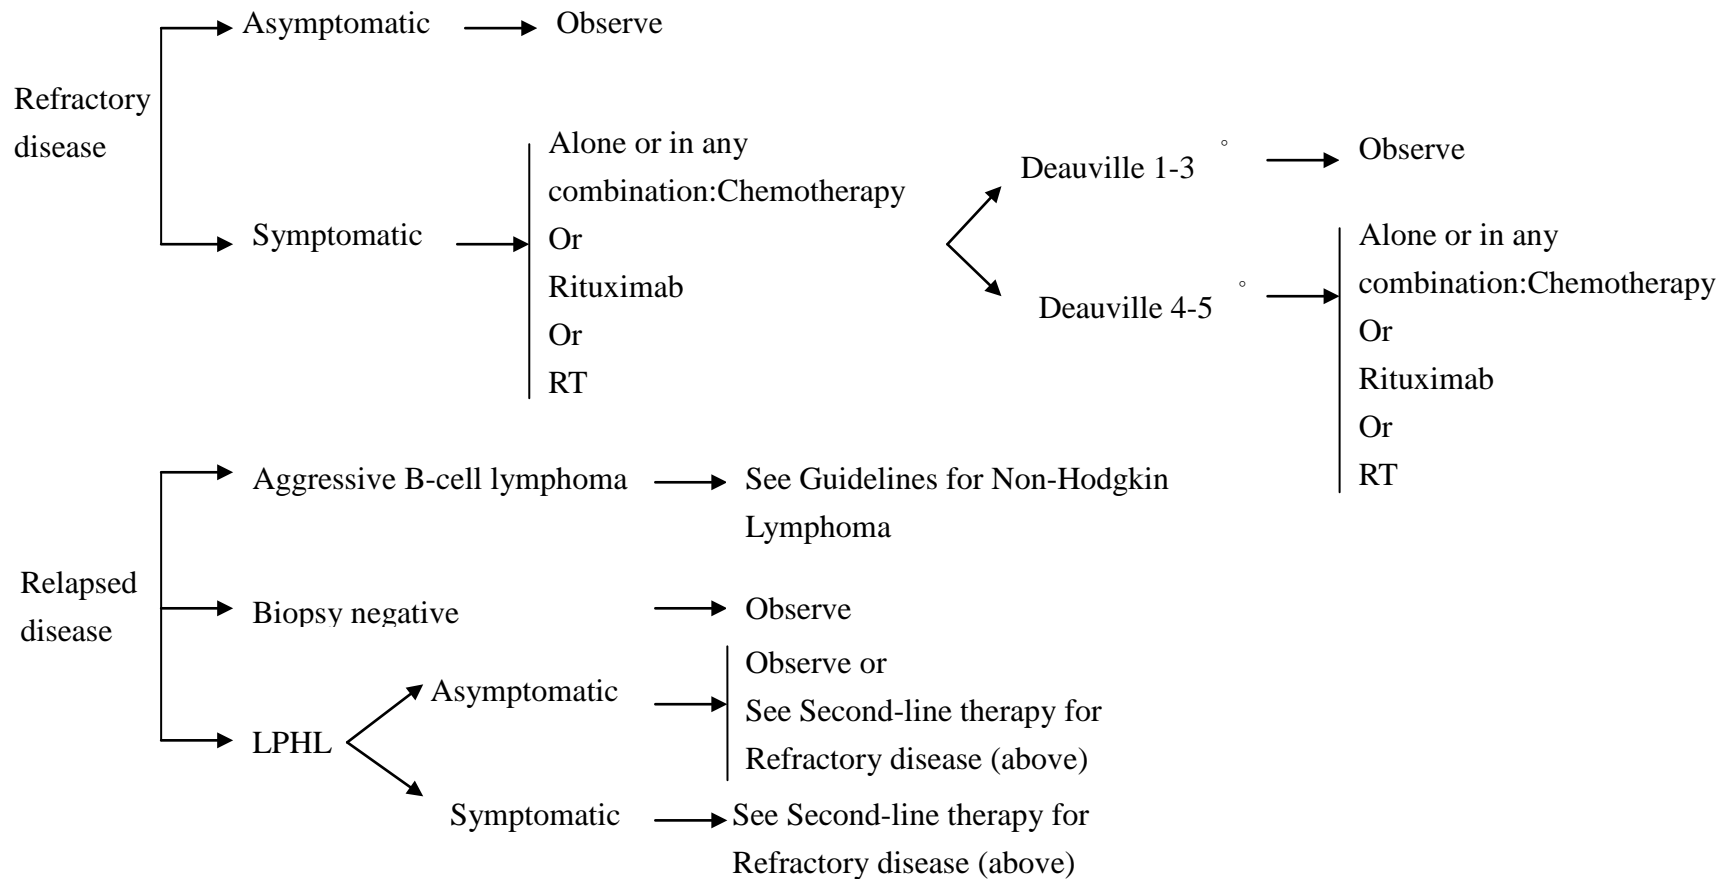 Asymptomatic
Observe
Refractory
disease
Symptomatic
Alone or in any
combination:Chemotherapy
Or
Rituximab
Or
RT
Deauville 1-3 °
Observe
Deauville 4-5 °
Alone or in any
combination:Chemotherapy
Or
Rituximab
Or
RT
Relapsed
disease
Aggressive B-cell lymphoma
See Guidelines for Non-Hodgkin
Lymphoma
Biopsy negative
Observe
LPHL
Asymptomatic
Observe or
See Second-line therapy for
Refractory disease (above)
Symptomatic
See Second-line therapy for
Refractory disease (above)